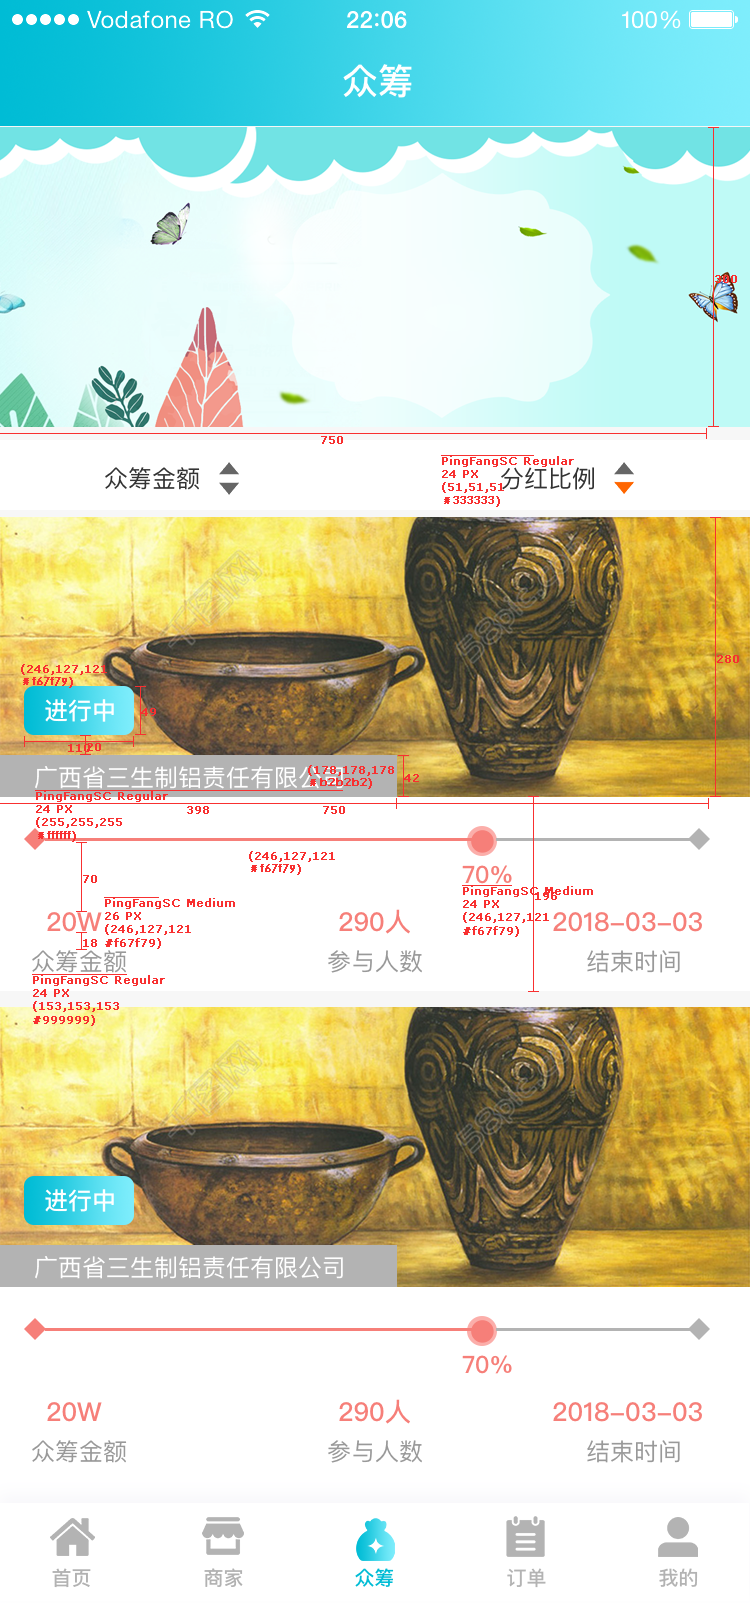 Vodafone RO 22:06 100%
众筹
380
750
众筹金额
PingFangSC Regular
24 PX
(51,51,51
#333333)
分红比例
千图网
58pic
280
(246,127,121
#f67f79)
进行中
49
110
20
广西省三生制铝责任有限公司
(178,178,178
#b2b2b2)
42
PingFangSC Regular
24 PX
(255,255,255
#ffffff)
398
750
(246,127,121
#f67f79)
70%
70
PingFangSC Medium
24 PX
(246,127,121
#f67f79)
196
PingFangSC Medium
26 PX
(246,127,121
#f67f79)
20W 290人 2018-03-03
18
众筹金额 参与人数 结束时间
PingFangSC Regular
24 PX
(153,153,153
#999999)
千图网
58pic
进行中
广西省三生制铝责任有限公司
70%
20W 290人 2018-03-03
众筹金额 参与人数 结束时间
首页 商家 众筹 订单 我的